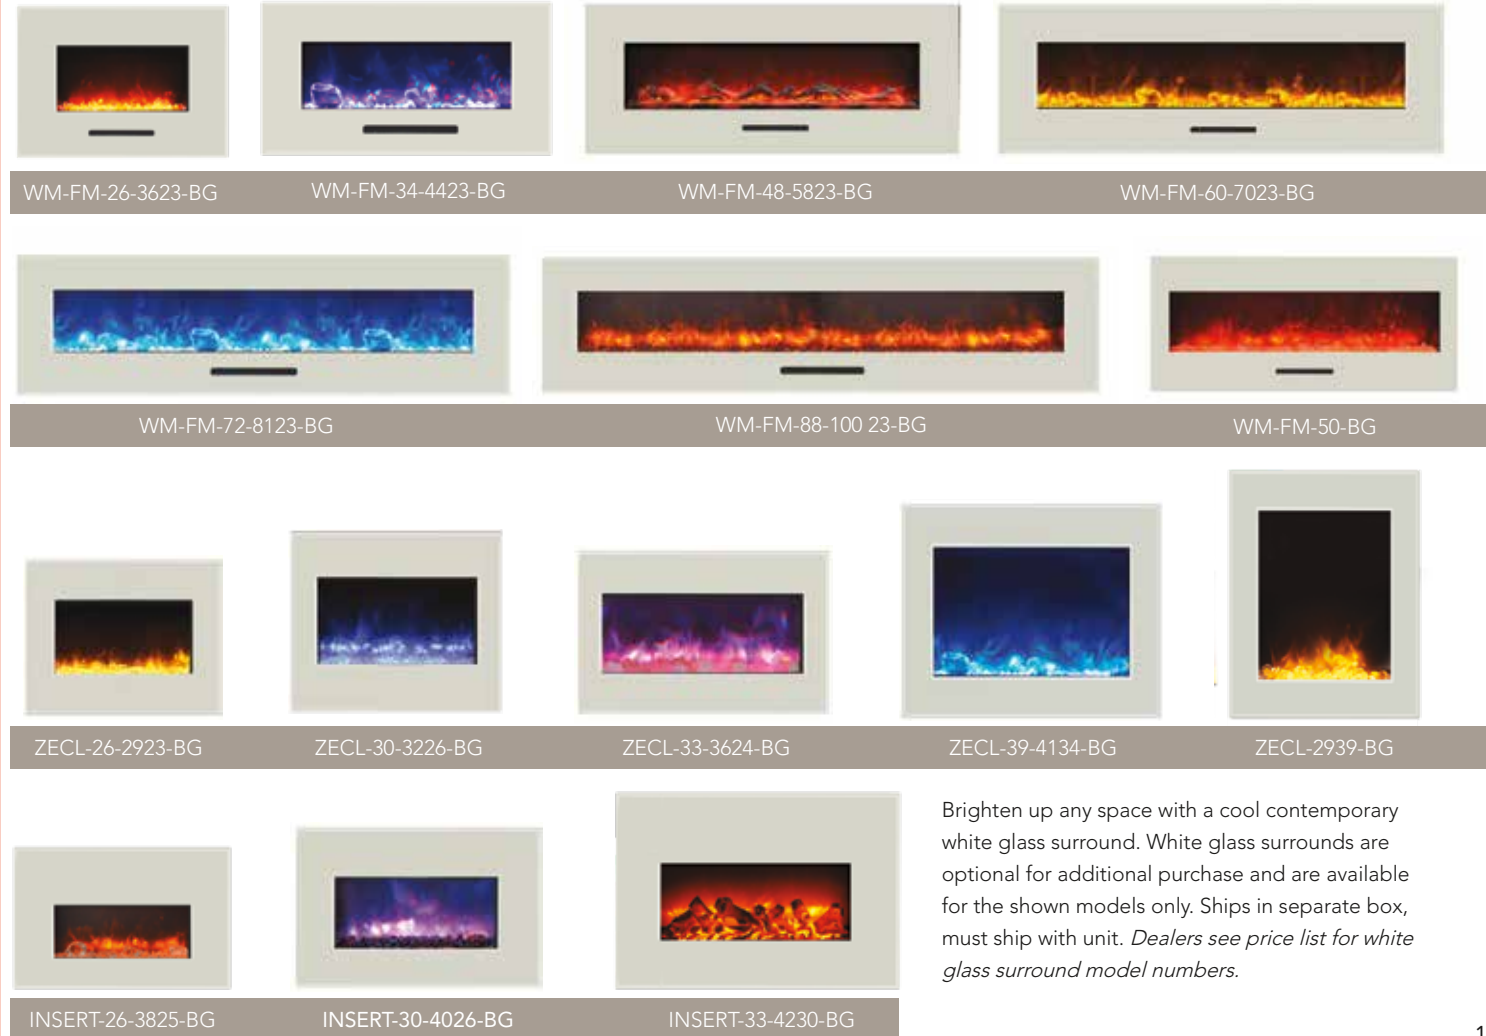 WM-FM-26-3623-BG
WM-FM-34-4423-BG
WM-FM-48-5823-BG
WM-FM-60-7023-BG
WM-FM-72-8123-BG
WM-FM-88-100 23-BG
WM-FM-50-BG
ZECL-26-2923-BG
ZECL-30-3226-BG
ZECL-33-3624-BG
ZECL-39-4134-BG
ZECL-2939-BG
Brighten up any space with a cool contemporary
white glass surround. White glass surrounds are
optional for additional purchase and are available
for the shown models only. Ships in separate box,
must ship with unit. Dealers see price list for white
glass surround model numbers.
INSERT-26-3825-BG
INSERT-30-4026-BG
INSERT-33-4230-BG
1